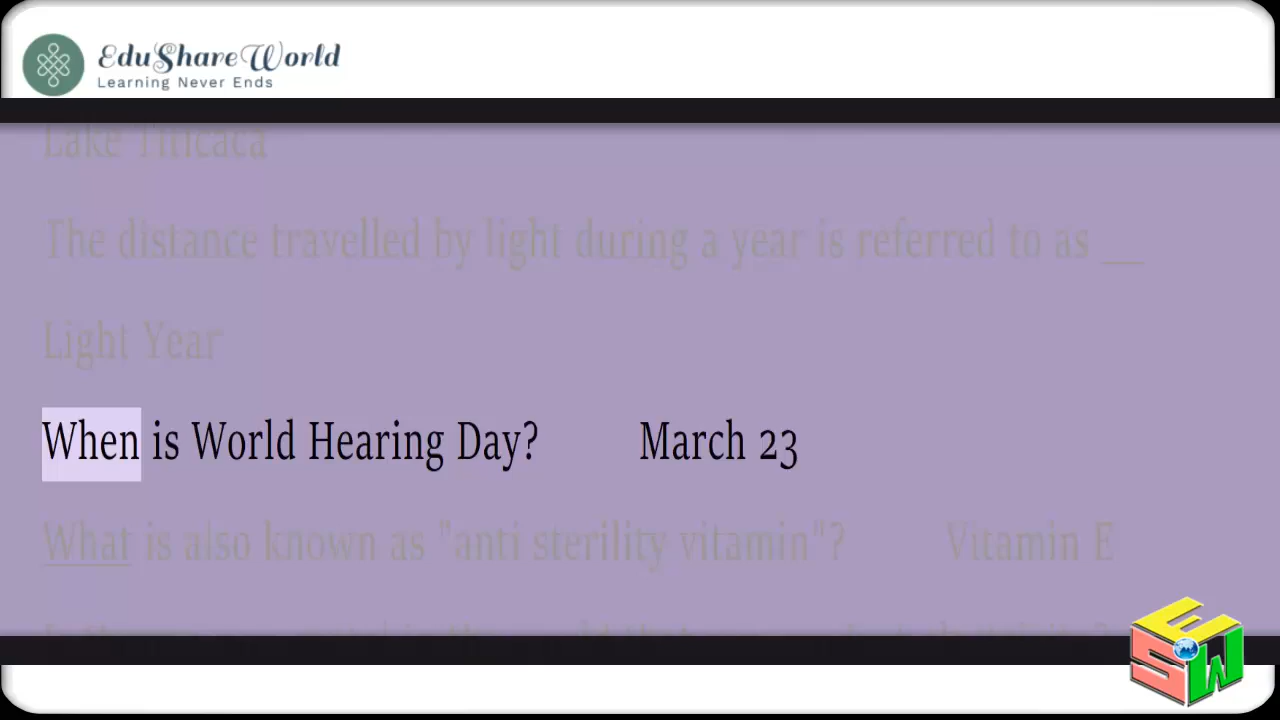 EduShareWorld
Learning Never Ends
Lake Titicaca
The distance travelled by light during a year is referred to as __
Light Year
When is World Hearing Day? March 23
What is also known as "anti sterility vitamin"? Vitamin E
ESW